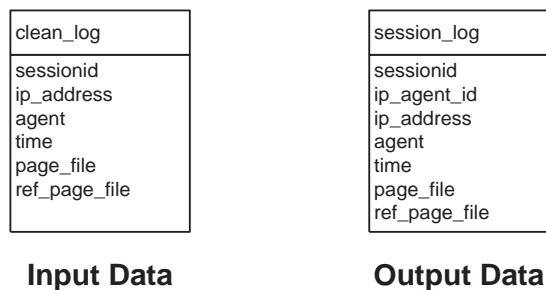 clean_log
sessionid
ip_address
agent
time
page_file
ref_page_file
Input Data
session_log
sessionid
ip_agent_id
ip_address
agent
time
page_file
ref_page_file
Output Data